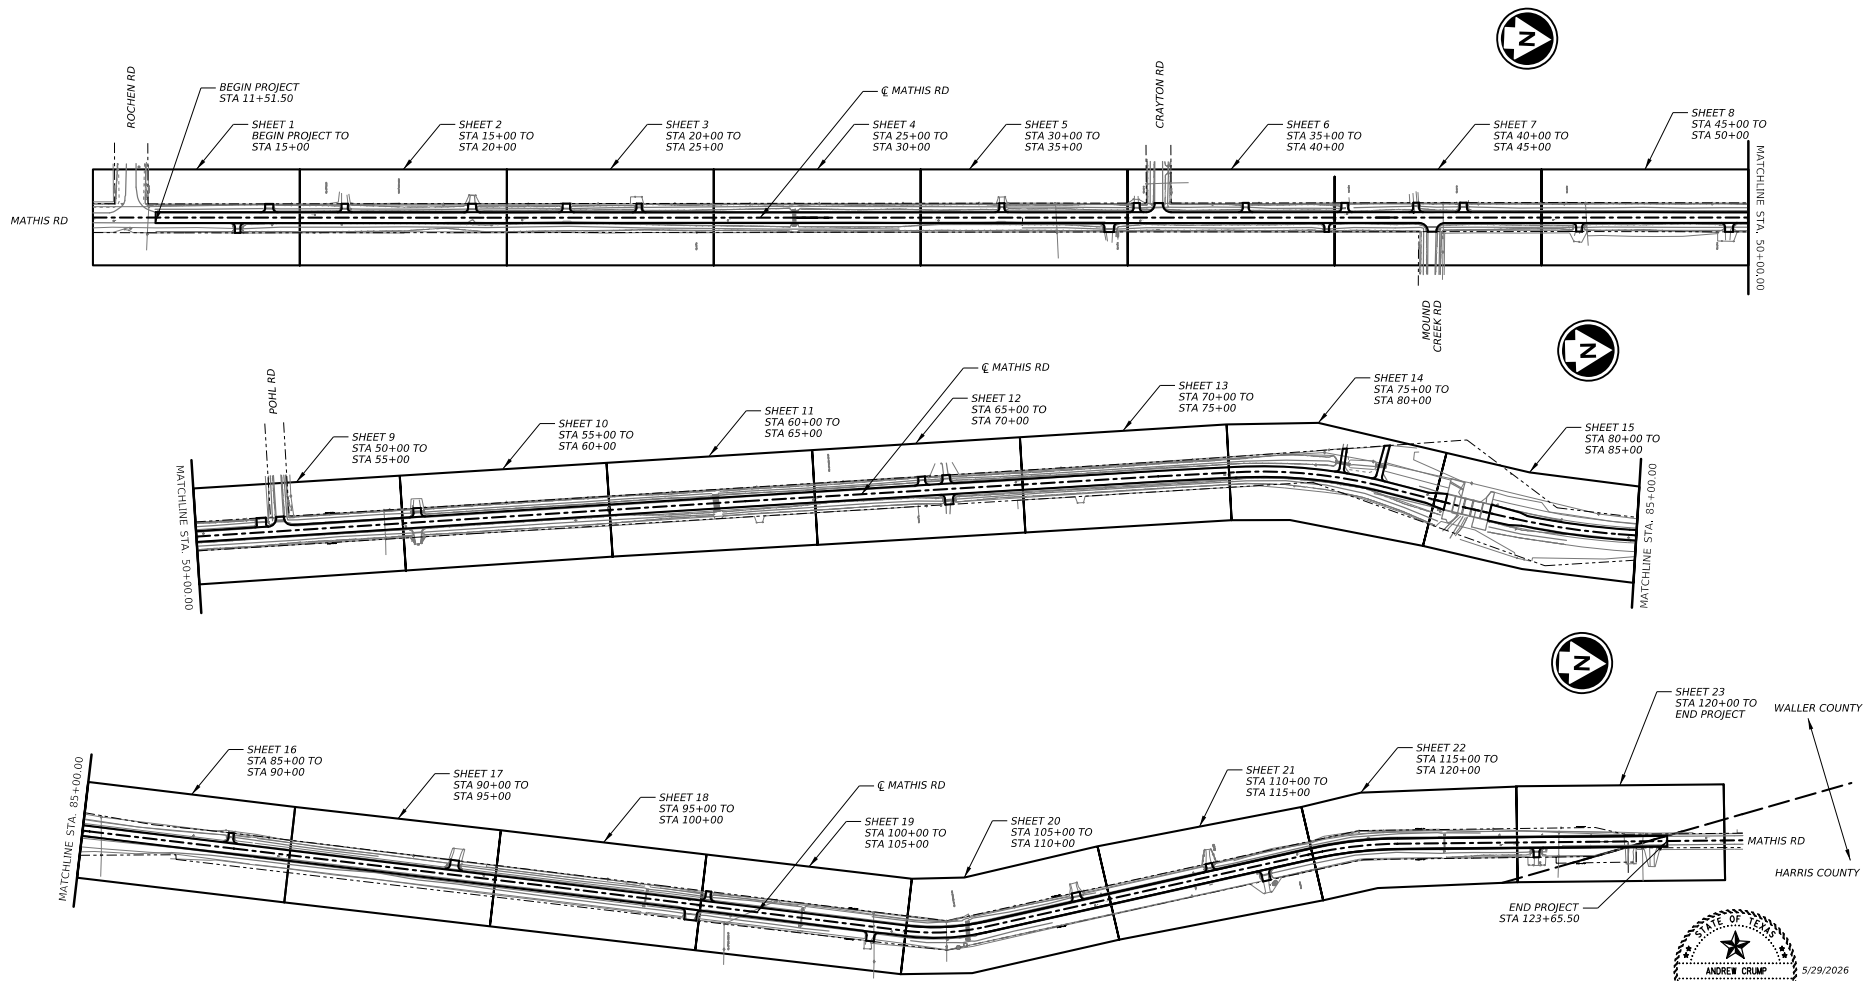 N
ROCHEN RD
BEGIN PROJECT
STA 11+51.50
℄ MATHIS RD
CRAYTON RD
SHEET 1
BEGIN PROJECT TO
STA 15+00
SHEET 2
STA 15+00 TO
STA 20+00
SHEET 3
STA 20+00 TO
STA 25+00
SHEET 4
STA 25+00 TO
STA 30+00
SHEET 5
STA 30+00 TO
STA 35+00
SHEET 6
STA 35+00 TO
STA 40+00
SHEET 7
STA 40+00 TO
STA 45+00
SHEET 8
STA 45+00 TO
STA 50+00
MATHIS RD
MATCHLINE STA. 50+00.00
MOUND
CREEK RD
N
POHL RD
℄ MATHIS RD
SHEET 9
STA 50+00 TO
STA 55+00
SHEET 10
STA 55+00 TO
STA 60+00
SHEET 11
STA 60+00 TO
STA 65+00
SHEET 12
STA 65+00 TO
STA 70+00
SHEET 13
STA 70+00 TO
STA 75+00
SHEET 14
STA 75+00 TO
STA 80+00
SHEET 15
STA 80+00 TO
STA 85+00
MATCHLINE STA. 50+00.00
MATCHLINE STA. 85+00.00
N
SHEET 16
STA 85+00 TO
STA 90+00
SHEET 17
STA 90+00 TO
STA 95+00
SHEET 18
STA 95+00 TO
STA 100+00
℄ MATHIS RD
SHEET 19
STA 100+00 TO
STA 105+00
SHEET 20
STA 105+00 TO
STA 110+00
SHEET 21
STA 110+00 TO
STA 115+00
SHEET 22
STA 115+00 TO
STA 120+00
SHEET 23
STA 120+00 TO
END PROJECT
WALLER COUNTY
MATCHLINE STA. 85+00.00
MATHIS RD
HARRIS COUNTY
END PROJECT
STA 123+65.50
STATE OF TEXAS
ANDREW CRUMP
5/29/2026